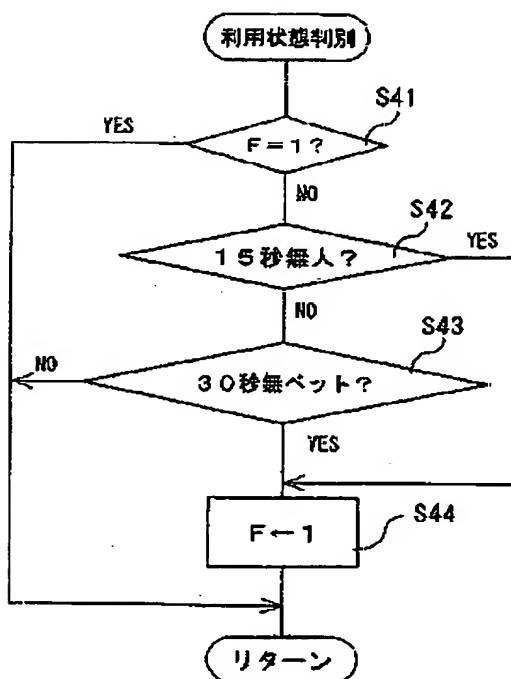 利用状態判別
S41
YES
F=1?
NO
S42
15秒無人?
YES
NO
S43
NO
30秒無ベット?
YES
F←1
S44
リターン